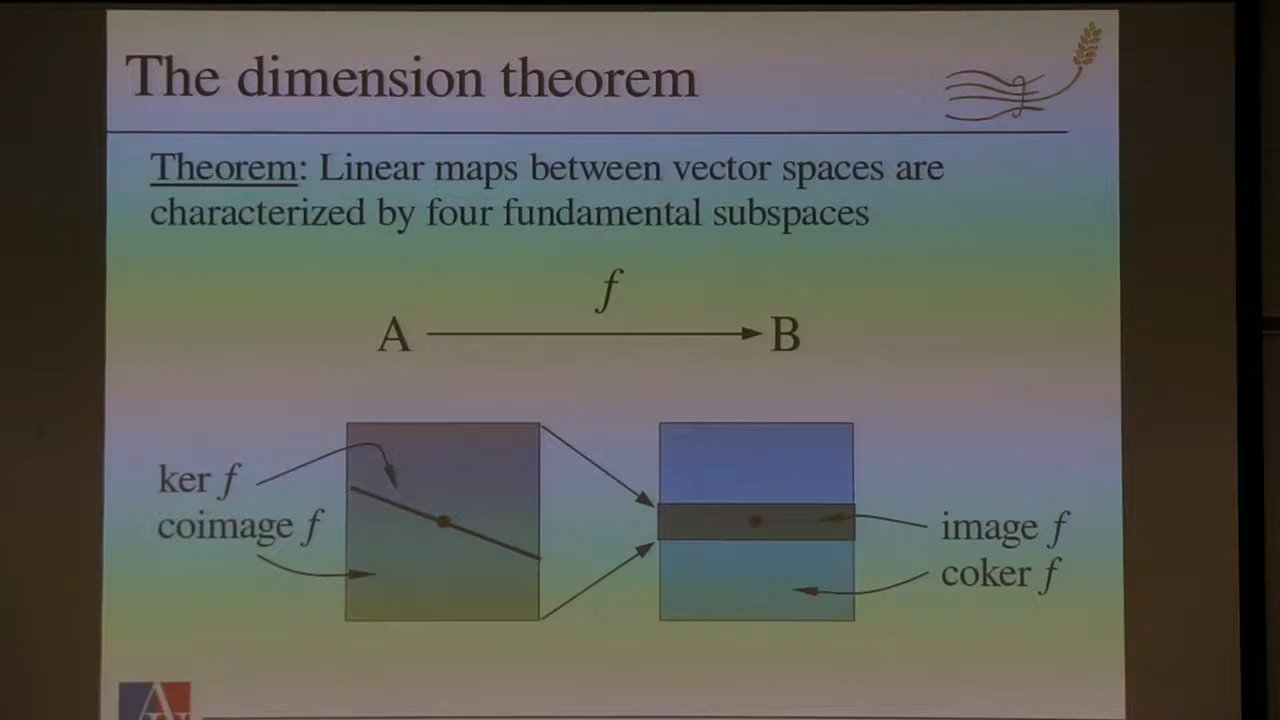 The dimension theorem
Theorem: Linear maps between vector spaces are
characterized by four fundamental subspaces
f
A
B
ker f
coimage f
image f
coker f